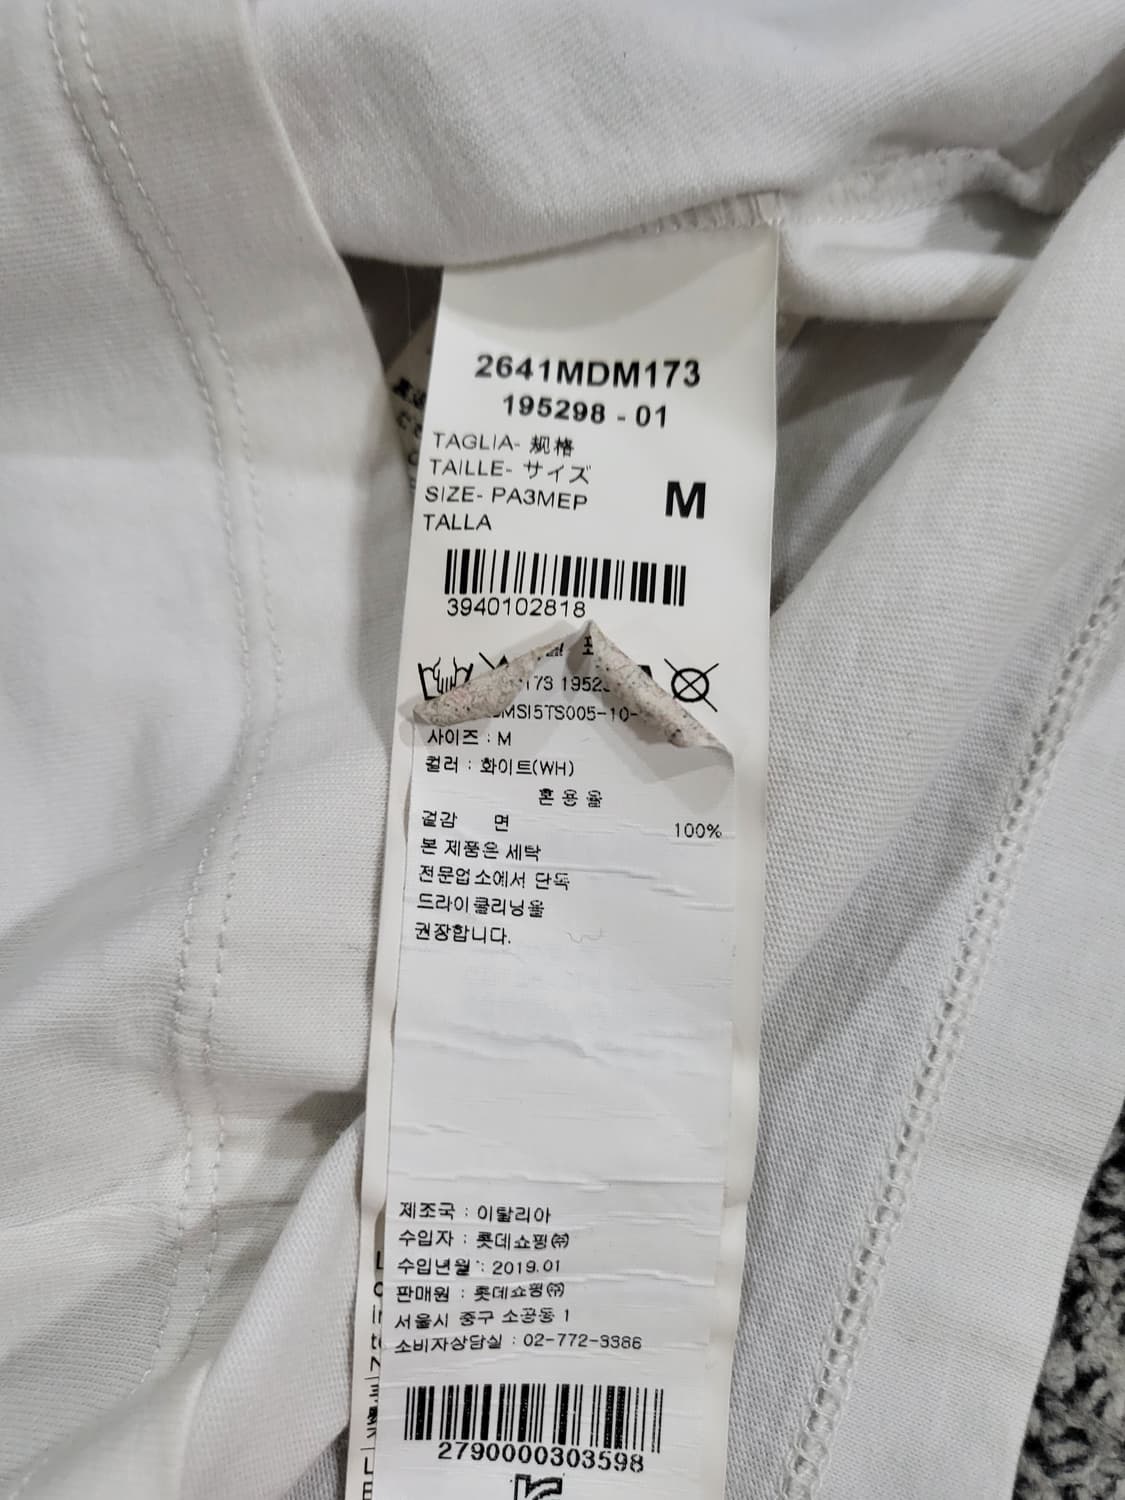 2641MDM173
195298 - 01
TAGLIA- 规格
TAILLE- サイズ
SIZE- PA3MEP
TALLA
M
3940102818
173 1952
MSI5TS005-10-
사이즈 : M
컬러 : 화이트(WH)
혼용율
겉감 면 100%
본 제품은 세탁
전문업소에서 단독
드라이클리닝을
권장합니다.
제조국 : 이탈리아
수입자 : 롯데쇼핑㈜
수입년월 : 2019.01
판매원 : 롯데쇼핑㈜
서울시 중구 소공동 1
소비자상담실 : 02-772-3386
2790000303598